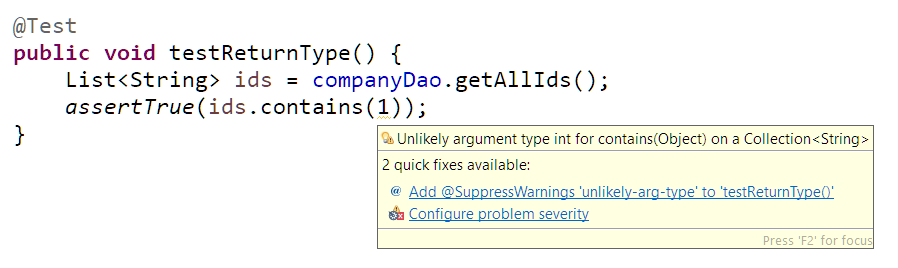 @Test
public void testReturnType() {
    List<String> ids = companyDao.getAllIds();
    assertTrue(ids.contains(1));
}
Unlikely argument type int for contains(Object) on a Collection<String>
2 quick fixes available:
@ Add @SuppressWarnings 'unlikely-arg-type' to 'testReturnType()'
Configure problem severity
Press 'F2' for focus